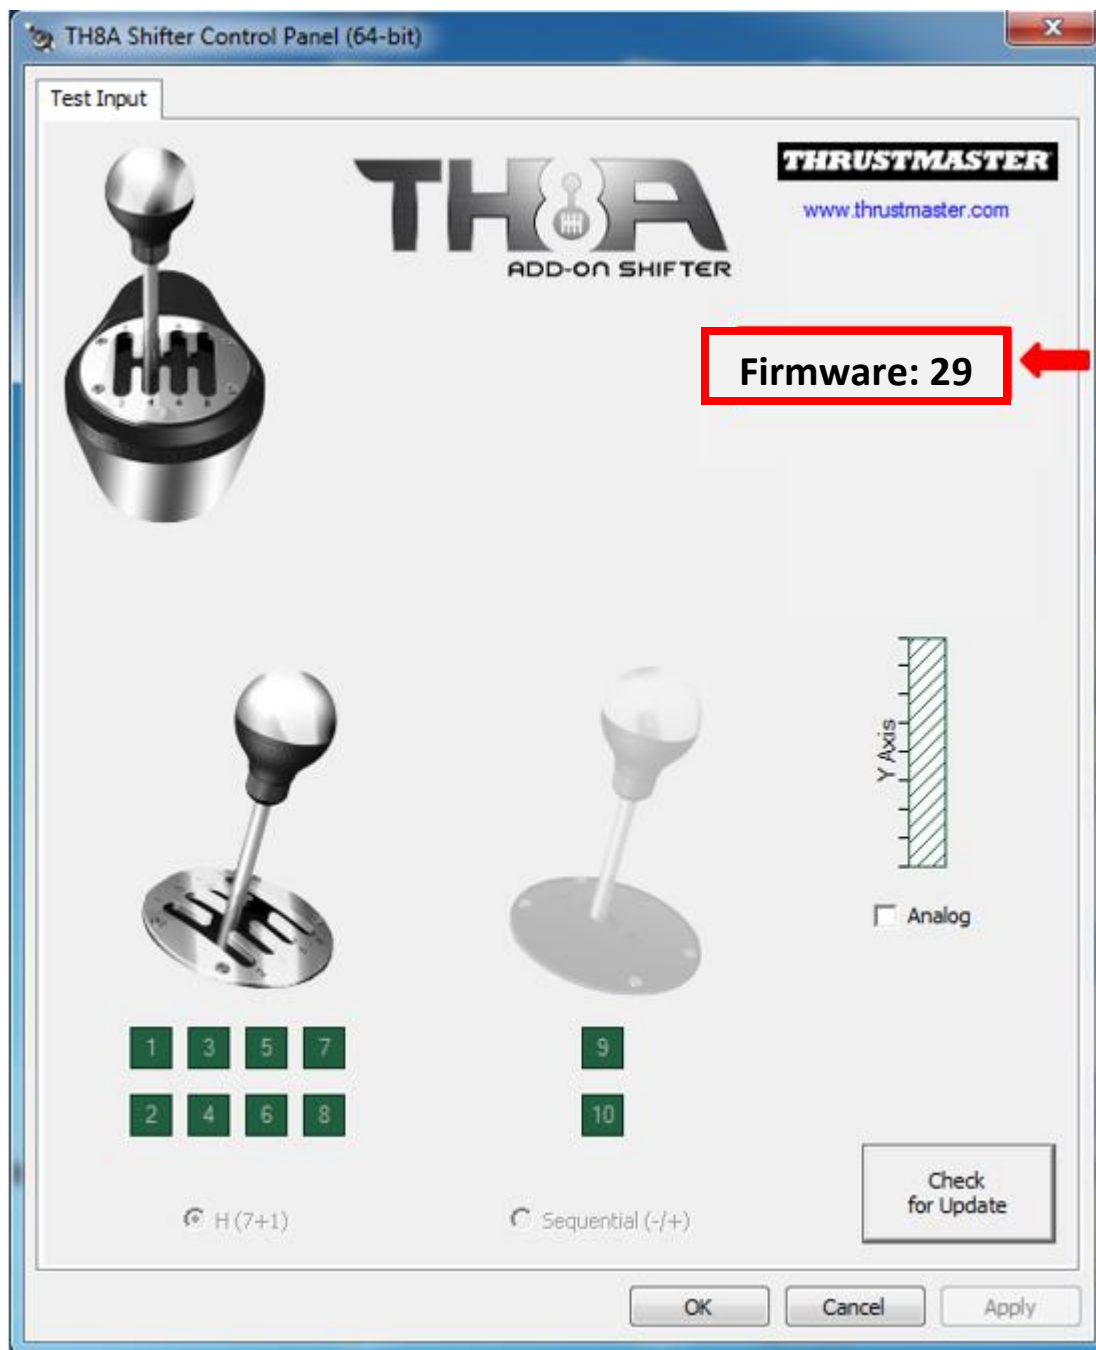 TH8A Shifter Control Panel (64-bit)
Test Input
TH8A
ADD-ON SHIFTER
THRUSTMASTER
www.thrustmaster.com
Firmware: 29
Y Axis
Analog
1 3 5 7
2 4 6 8
9
10
H (7+1)
Sequential (-/+)
Check
for Update
OK
Cancel
Apply